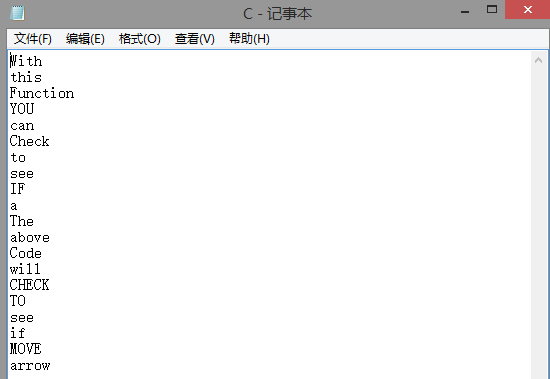 C - 记事本
文件(F) 编辑(E) 格式(O) 查看(V) 帮助(H)
With
this
Function
YOU
can
Check
to
see
IF
a
The
above
Code
will
CHECK
TO
see
if
MOVE
arrow